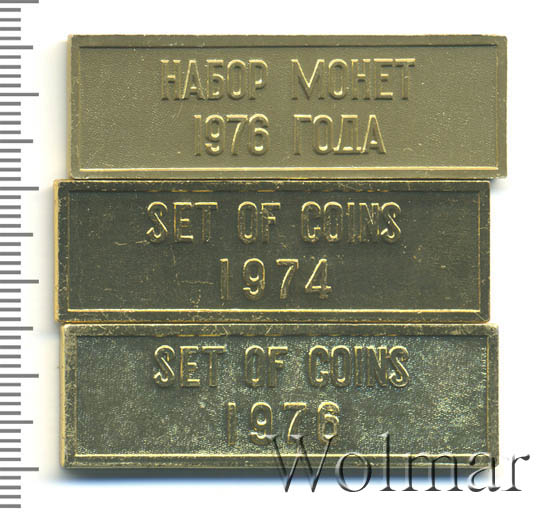 НАБОР МОНЕТ
1976 ГОДА
SET OF COINS
1974
SET OF COINS
1976
Wolmar